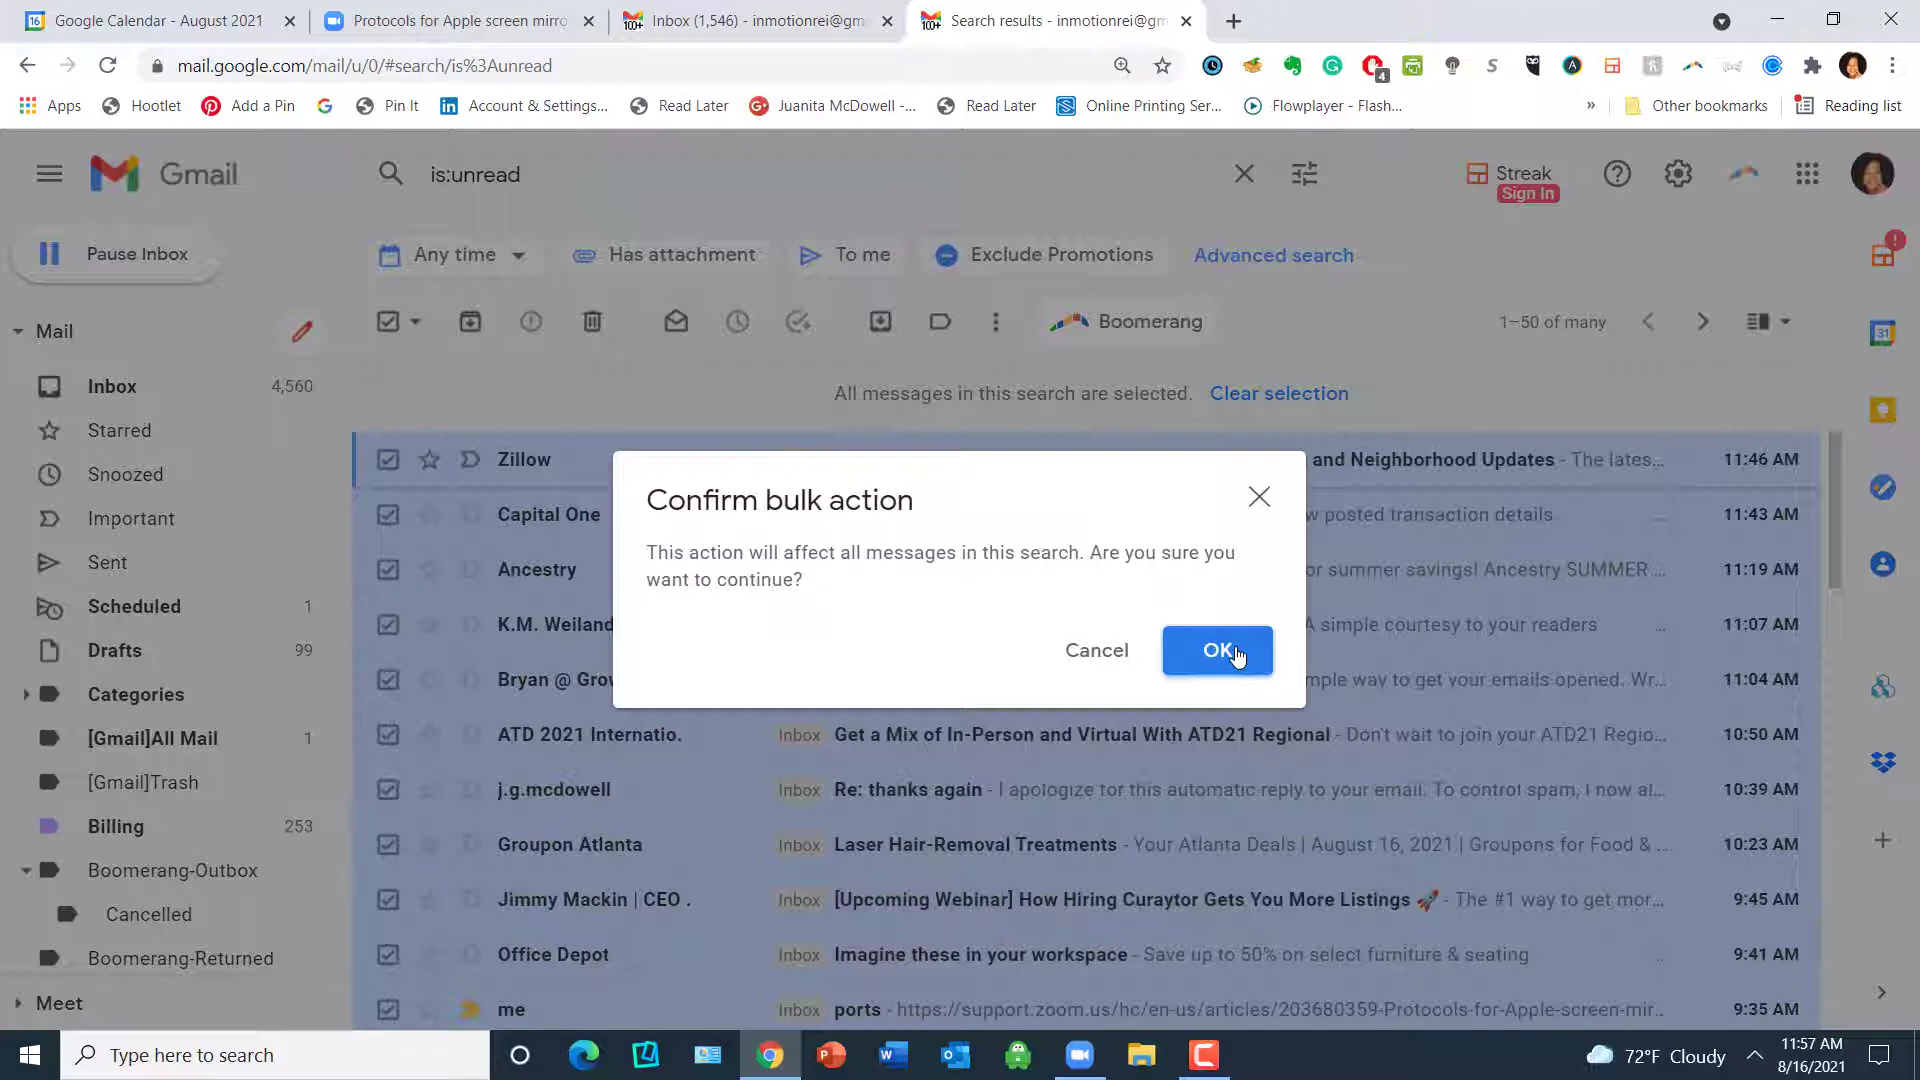 Google Calendar - August 2021
Protocols for Apple screen mirro
Inbox (1,546) - inmotionrei@gm
Search results - inmotionrei@gm
mail.google.com/mail/u/0/#search/is%3Aunread
4
Apps
Hootlet
Add a Pin
Pin It
Account & Settings...
Read Later
Juanita McDowell -...
Read Later
Online Printing Ser...
Flowplayer - Flash...
»
Other bookmarks
Reading list
Gmail
is:unread
Streak
Sign In
Pause Inbox
Any time
Has attachment
To me
Exclude Promotions
Advanced search
Mail
Boomerang
1–50 of many
All messages in this search are selected. Clear selection
Inbox 4,560
Starred
Snoozed
Important
Sent
Scheduled 1
Drafts 99
Categories
[Gmail]All Mail 1
[Gmail]Trash
Billing 253
Boomerang-Outbox
Cancelled
Boomerang-Returned
Meet
Zillow and Neighborhood Updates - The lates... 11:46 AM
Capital One w posted transaction details ... 11:43 AM
Ancestry or summer savings! Ancestry SUMMER ... 11:19 AM
K.M. Weiland A simple courtesy to your readers ... 11:07 AM
Bryan @ Grow mple way to get your emails opened. Wr... 11:04 AM
ATD 2021 Internatio. Inbox Get a Mix of In-Person and Virtual With ATD21 Regional - Don't wait to join your ATD21 Regio... 10:50 AM
j.g.mcdowell Inbox Re: thanks again - I apologize for this automatic reply to your email. To control spam, I now al... 10:39 AM
Groupon Atlanta Inbox Laser Hair-Removal Treatments - Your Atlanta Deals | August 16, 2021 | Groupons for Food & ... 10:23 AM
Jimmy Mackin | CEO . Inbox [Upcoming Webinar] How Hiring Curaytor Gets You More Listings 🚀 - The #1 way to get mor... 9:45 AM
Office Depot Inbox Imagine these in your workspace - Save up to 50% on select furniture & seating ... 9:41 AM
me Inbox ports - https://support.zoom.us/hc/en-us/articles/203680359-Protocols-for-Apple-screen-mir... 9:35 AM
Confirm bulk action
This action will affect all messages in this search. Are you sure you
want to continue?
Cancel
OK
Type here to search
72°F Cloudy
11:57 AM
8/16/2021